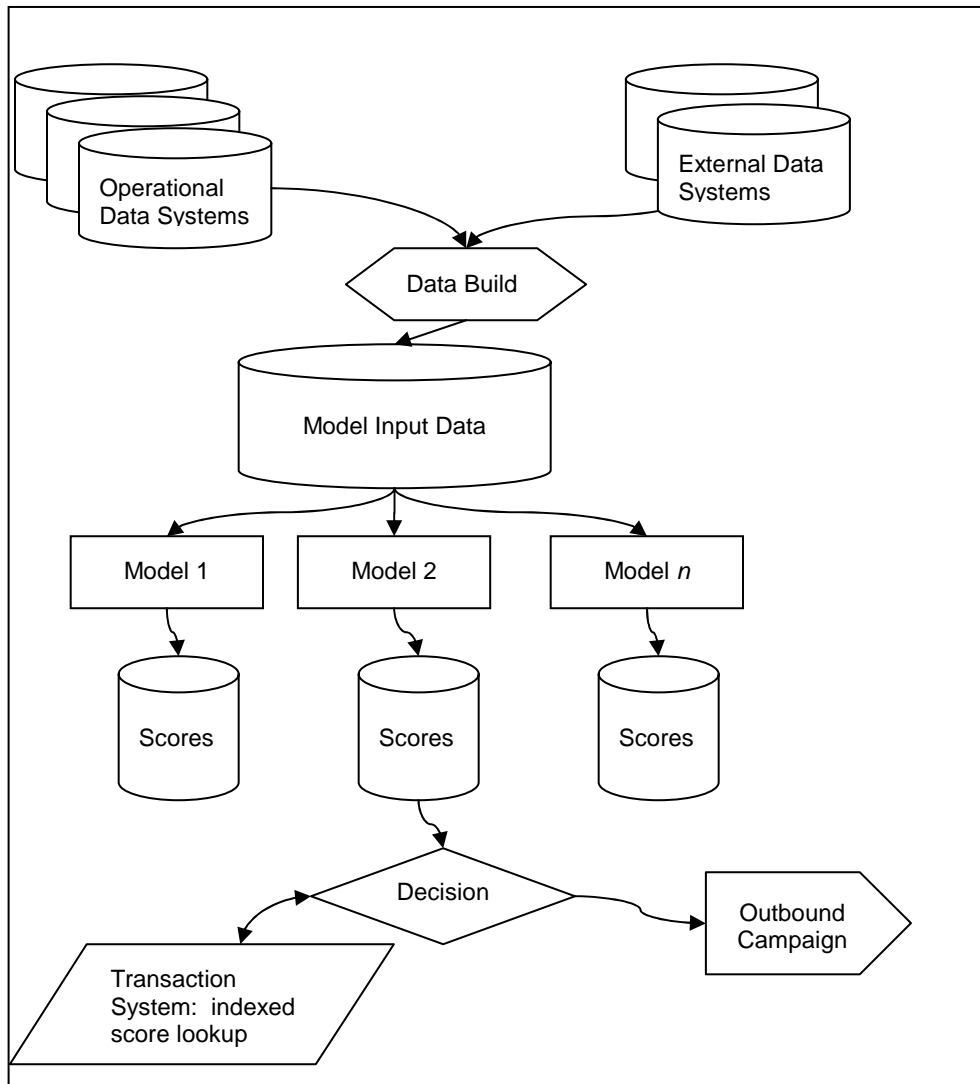 Operational
Data Systems
External Data
Systems
Data Build
Model Input Data
Model 1
Model 2
Model n
Scores
Scores
Scores
Decision
Outbound
Campaign
Transaction
System:  indexed
score lookup